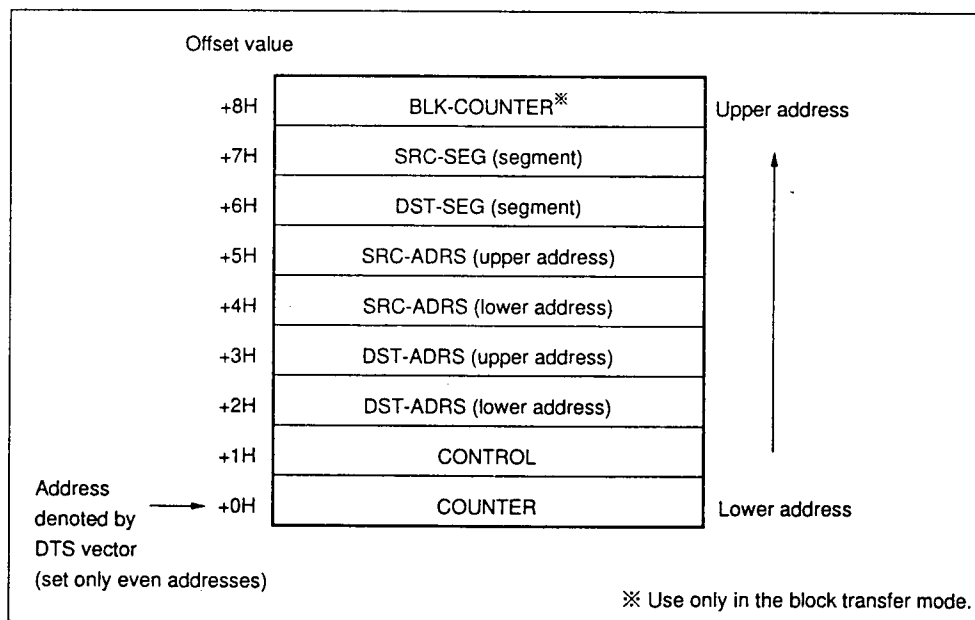 Offset value
+8H BLK-COUNTER※ Upper address
+7H SRC-SEG (segment)
+6H DST-SEG (segment)
+5H SRC-ADRS (upper address)
+4H SRC-ADRS (lower address)
+3H DST-ADRS (upper address)
+2H DST-ADRS (lower address)
+1H CONTROL
Address
denoted by
+0H COUNTER Lower address
DTS vector
(set only even addresses)
※ Use only in the block transfer mode.